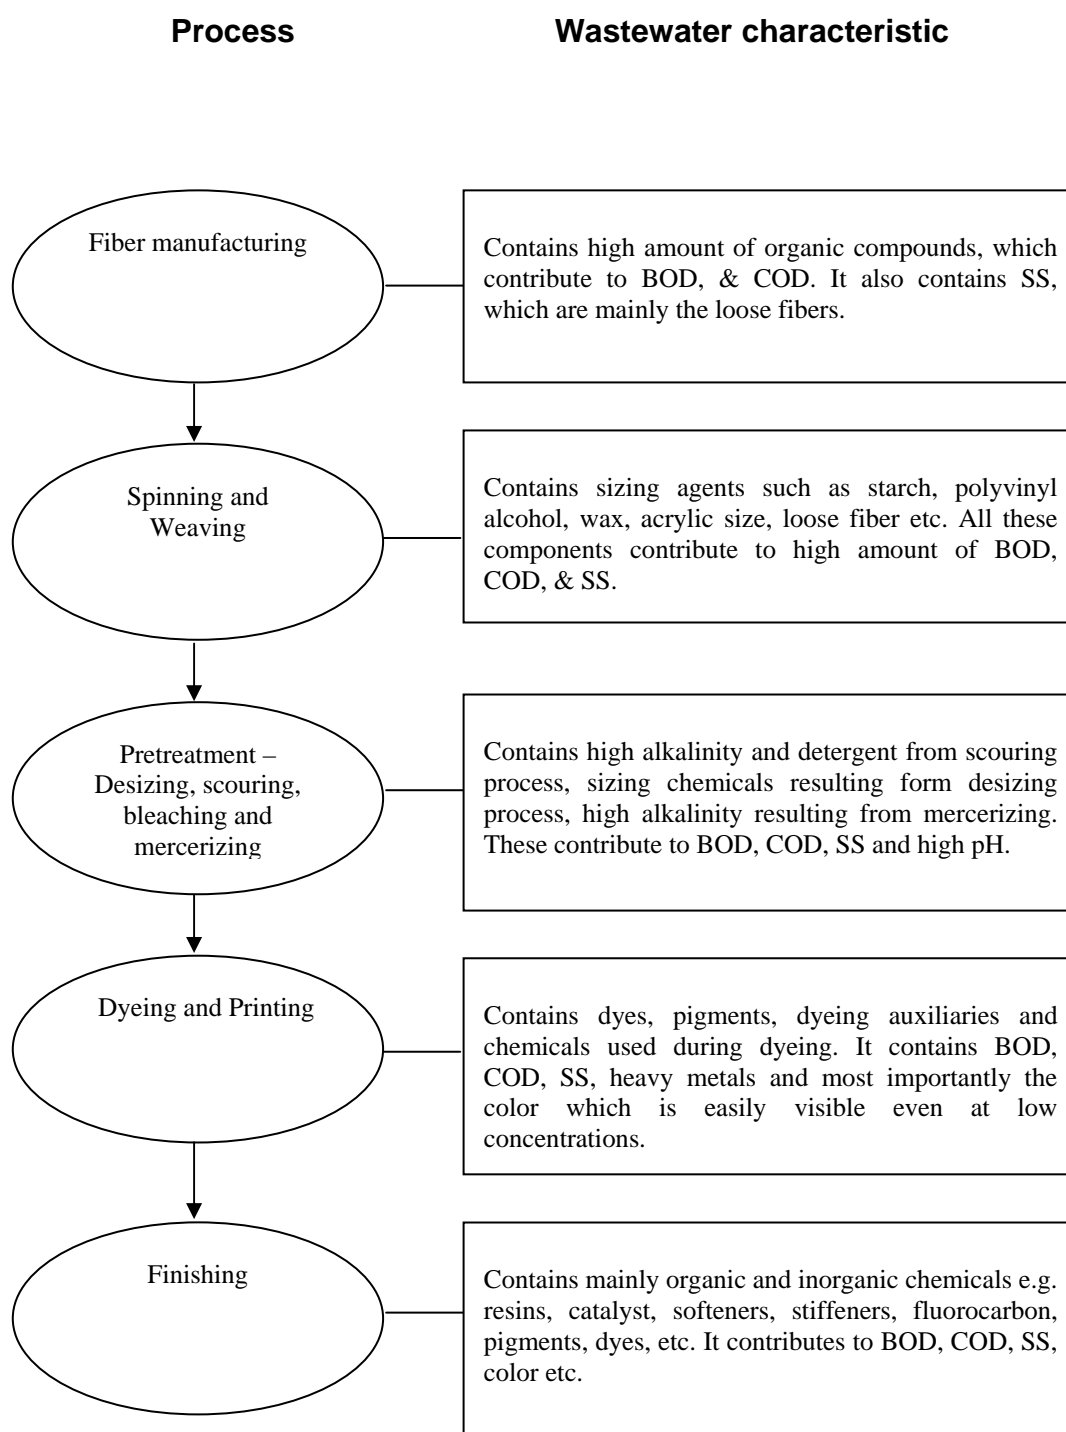 Process
Wastewater characteristic
Fiber manufacturing
Contains high amount of organic compounds, which
contribute to BOD, & COD. It also contains SS,
which are mainly the loose fibers.
Spinning and
Weaving
Contains sizing agents such as starch, polyvinyl
alcohol, wax, acrylic size, loose fiber etc. All these
components contribute to high amount of BOD,
COD, & SS.
Pretreatment –
Desizing, scouring,
bleaching and
mercerizing
Contains high alkalinity and detergent from scouring
process, sizing chemicals resulting form desizing
process, high alkalinity resulting from mercerizing.
These contribute to BOD, COD, SS and high pH.
Dyeing and Printing
Contains dyes, pigments, dyeing auxiliaries and
chemicals used during dyeing. It contains BOD,
COD, SS, heavy metals and most importantly the
color which is easily visible even at low
concentrations.
Finishing
Contains mainly organic and inorganic chemicals e.g.
resins, catalyst, softeners, stiffeners, fluorocarbon,
pigments, dyes, etc. It contributes to BOD, COD, SS,
color etc.